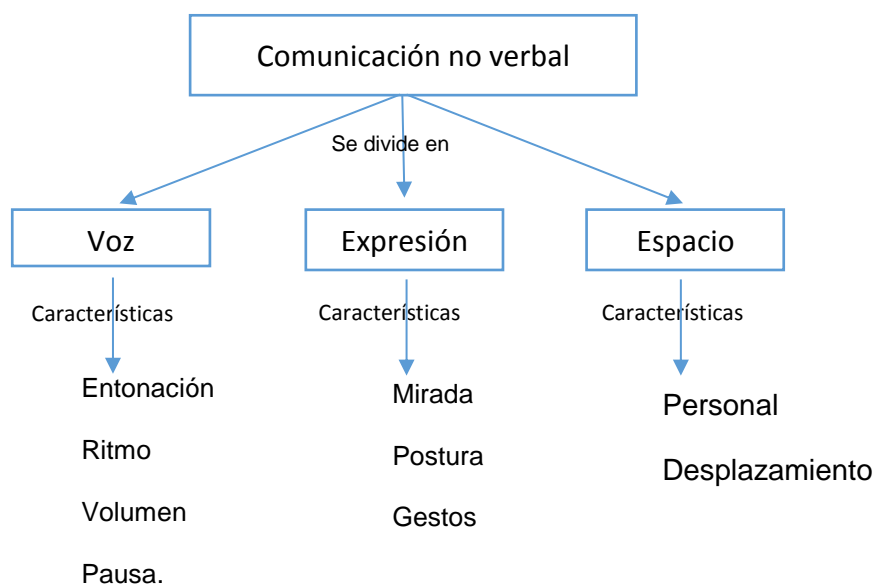 Comunicación no verbal
Se divide en
Voz
Expresión
Espacio
Características
Características
Características
Entonación
Ritmo
Volumen
Pausa.
Mirada
Postura
Gestos
Personal
Desplazamiento